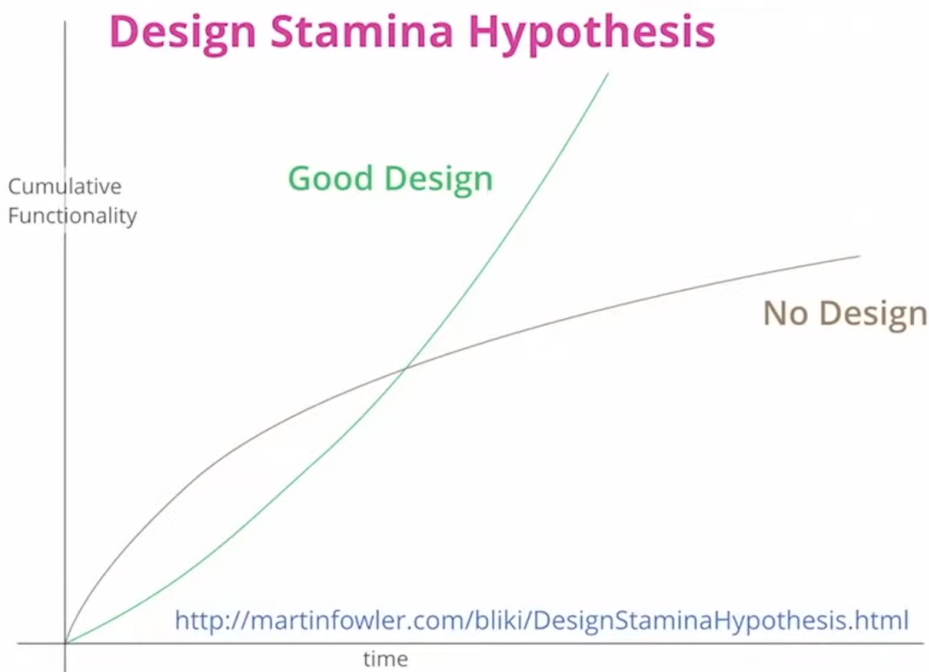 Design Stamina Hypothesis
Cumulative
Functionality
Good Design
No Design
http://martinfowler.com/bliki/DesignStaminaHypothesis.html
time